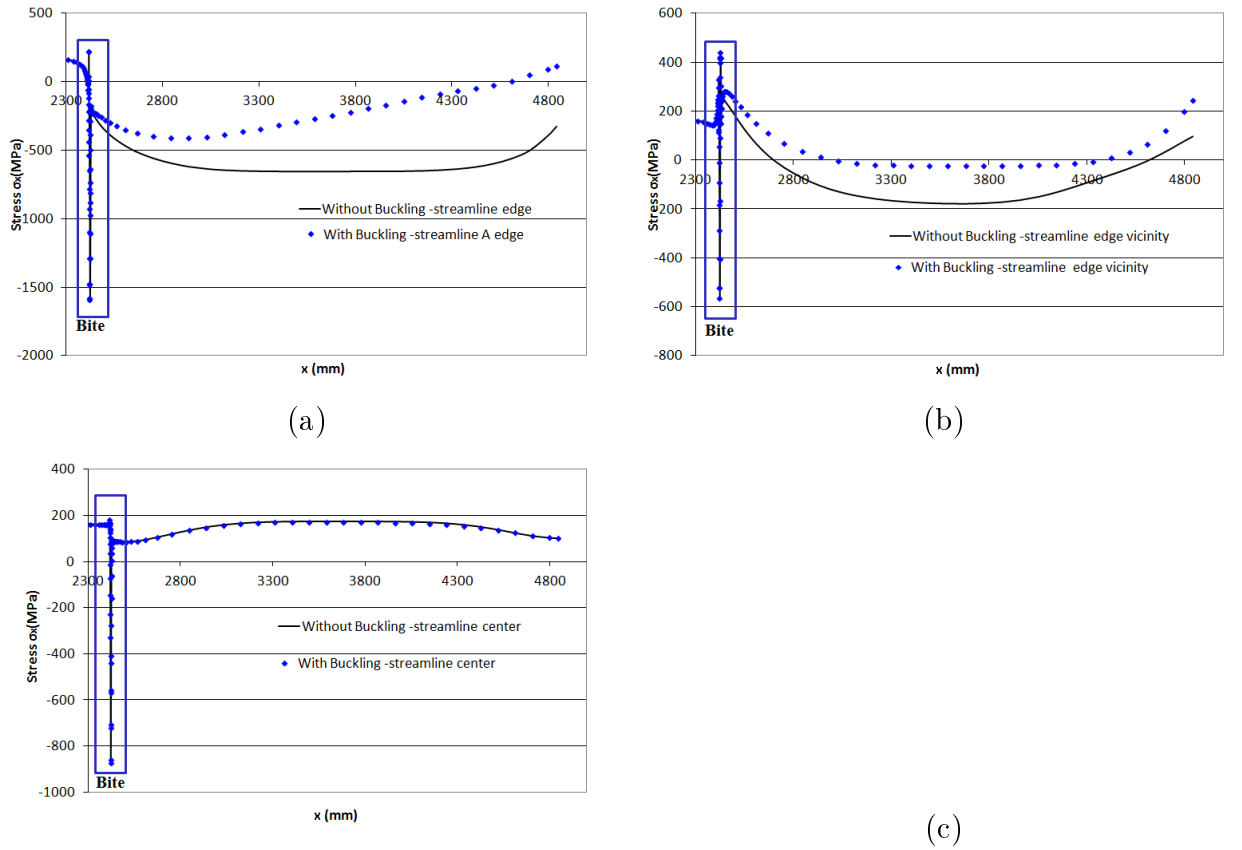 500
0
-500
-1000
-1500
-2000
2300 2800 3300 3800 4300 4800
Stress σx(MPa)
x (mm)
Without Buckling -streamline edge
With Buckling -streamline A edge
Bite
(a)
600
400
200
0
-200
-400
-600
-800
2300 2800 3300 3800 4300 4800
Stress σx(MPa)
x (mm)
Without Buckling -streamline edge vicinity
With Buckling -streamline edge vicinity
Bite
(b)
400
200
0
-200
-400
-600
-800
-1000
2300 2800 3300 3800 4300 4800
Stress σx(MPa)
x (mm)
Without Buckling -streamline center
With Buckling -streamline center
Bite
(c)